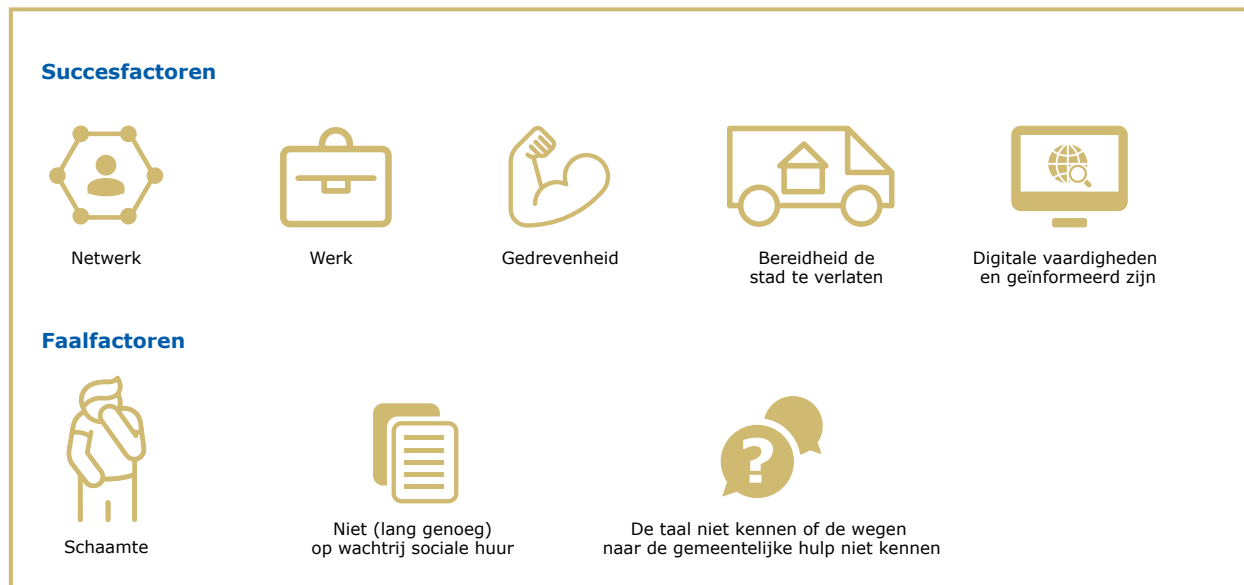 Succesfactoren
Netwerk
Werk
Gedrevenheid
Bereidheid de
stad te verlaten
Digitale vaardigheden
en geïnformeerd zijn
Faalfactoren
?
Schaamte
Niet (lang genoeg)
op wachtrij sociale huur
De taal niet kennen of de wegen
naar de gemeentelijke hulp niet kennen